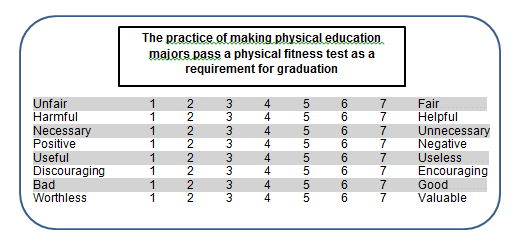 The practice of making physical education
majors pass a physical fitness test as a
requirement for graduation
Unfair 1 2 3 4 5 6 7 Fair
Harmful 1 2 3 4 5 6 7 Helpful
Necessary 1 2 3 4 5 6 7 Unnecessary
Positive 1 2 3 4 5 6 7 Negative
Useful 1 2 3 4 5 6 7 Useless
Discouraging 1 2 3 4 5 6 7 Encouraging
Bad 1 2 3 4 5 6 7 Good
Worthless 1 2 3 4 5 6 7 Valuable